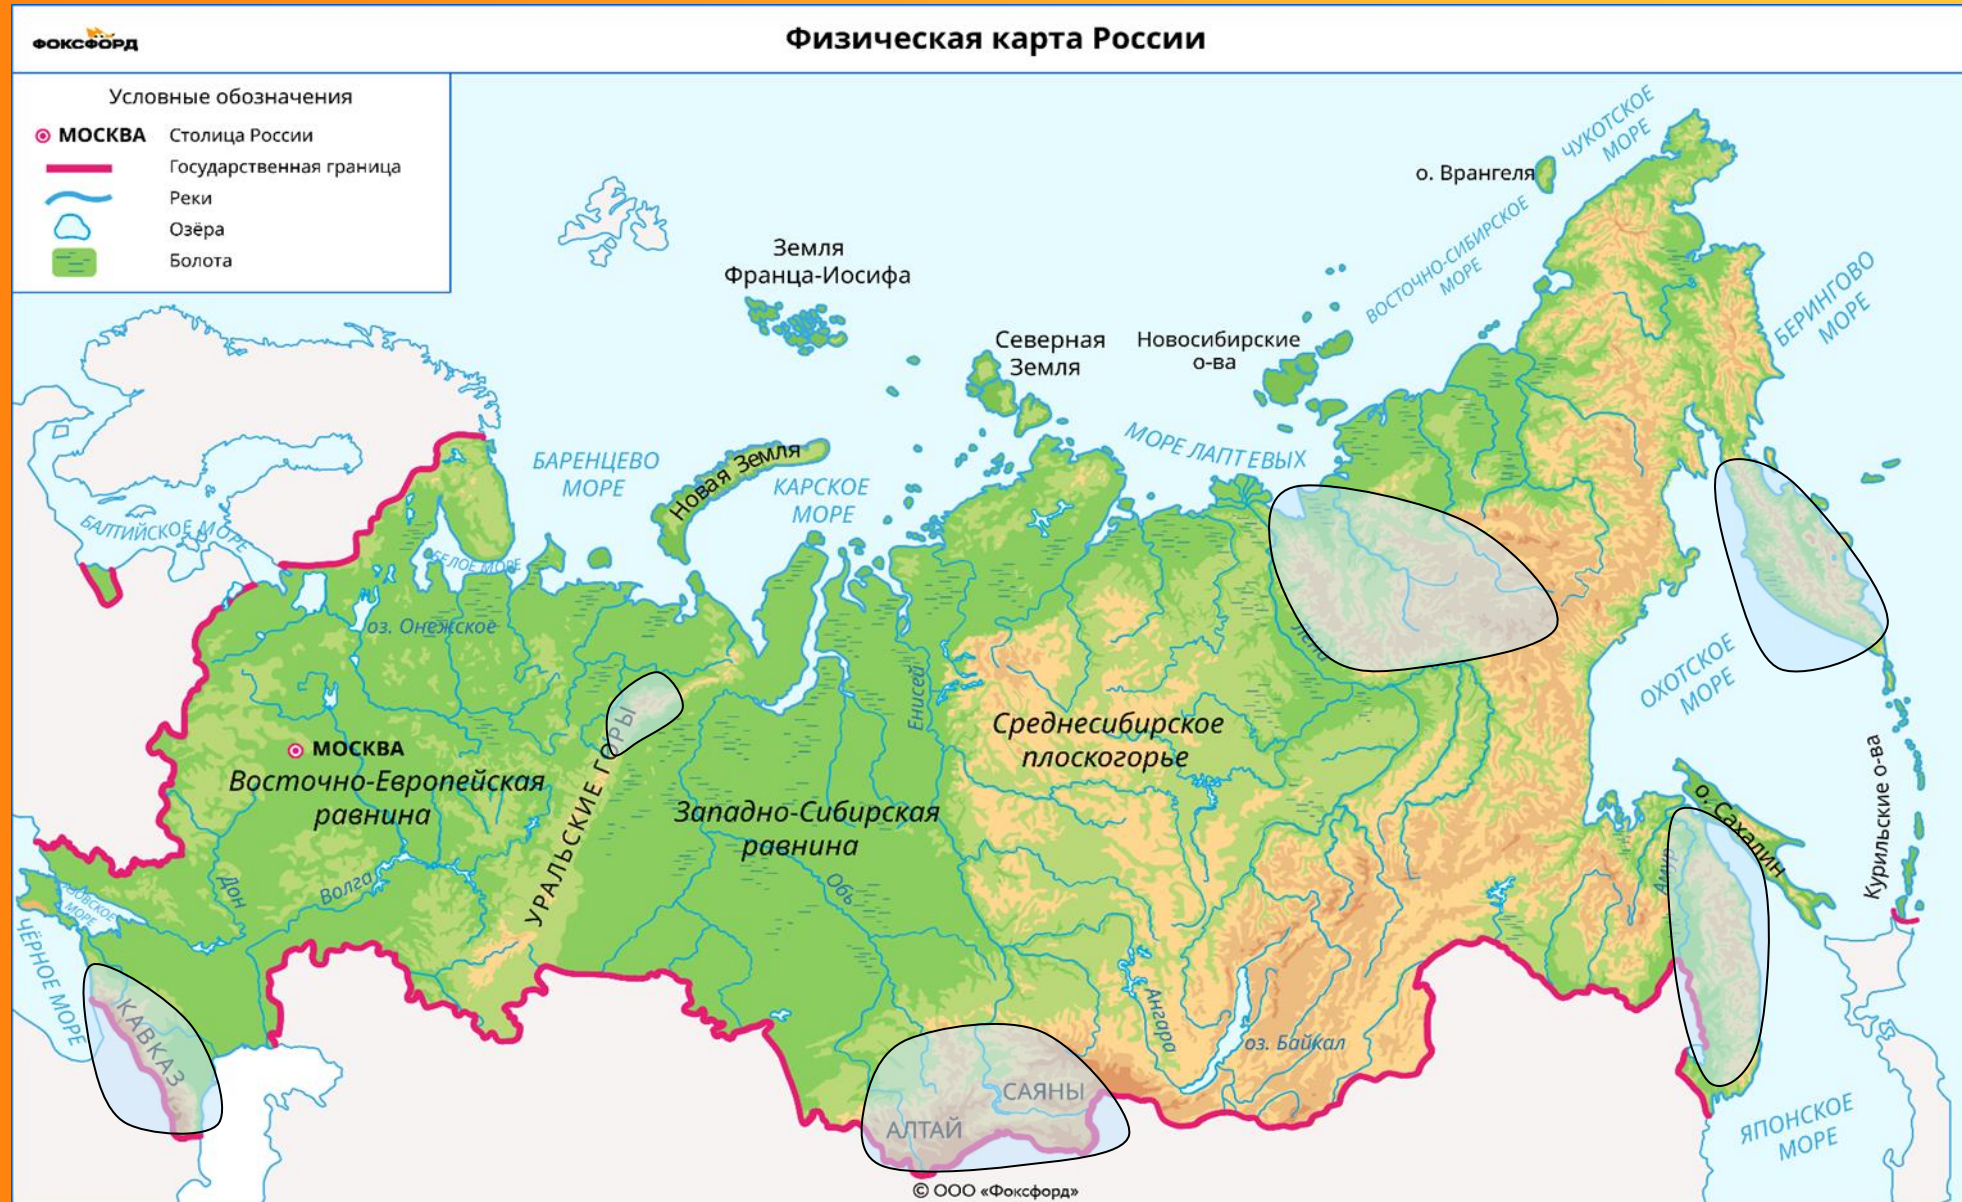 ФОКСФОРД
Физическая карта России
Условные обозначения
МОСКВА
Столица России
Государственная граница
Реки
Озёра
Болота
ЧУКОТСКОЕ
МОРЕ
о. Врангеля
ВОСТОЧНО-СИБИРСКОЕ
МОРЕ
Земля
Франца-Иосифа
БЕРИНГОВО
МОРЕ
Северная
Земля
Новосибирские
о-ва
МОРЕ ЛАПТЕВЫХ
БАРЕНЦЕВО
МОРЕ
Новая Земля
КАРСКОЕ
МОРЕ
БАЛТИЙСКОЕ МОРЕ
БЕЛОЕ МОРЕ
оз. Онежское
Лена
Енисей
ОХОТСКОЕ
МОРЕ
УРАЛЬСКИЕ ГОРЫ
Среднесибирское
плоскогорье
МОСКВА
Восточно-Европейская
равнина
Западно-Сибирская
равнина
Курильские о-ва
о. Сахалин
Амур
Обь
Волга
Дон
АЗОВСКОЕ
МОРЕ
ЧЁРНОЕ МОРЕ
КАВКАЗ
Ангара
оз. Байкал
САЯНЫ
АЛТАЙ
ЯПОНСКОЕ
МОРЕ
© ООО «Фоксфорд»